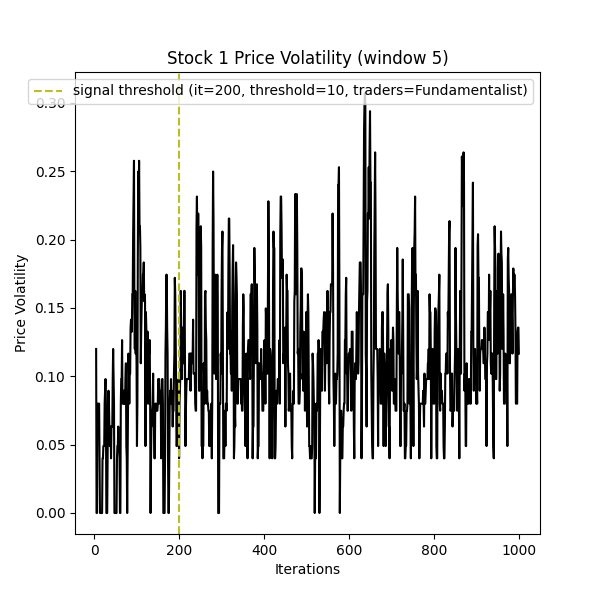 Stock 1 Price Volatility (window 5)
signal threshold (it=200, threshold=10, traders=Fundamentalist)
0.30
0.25
0.20
0.15
0.10
0.05
0.00
Price Volatility
0 200 400 600 800 1000
Iterations